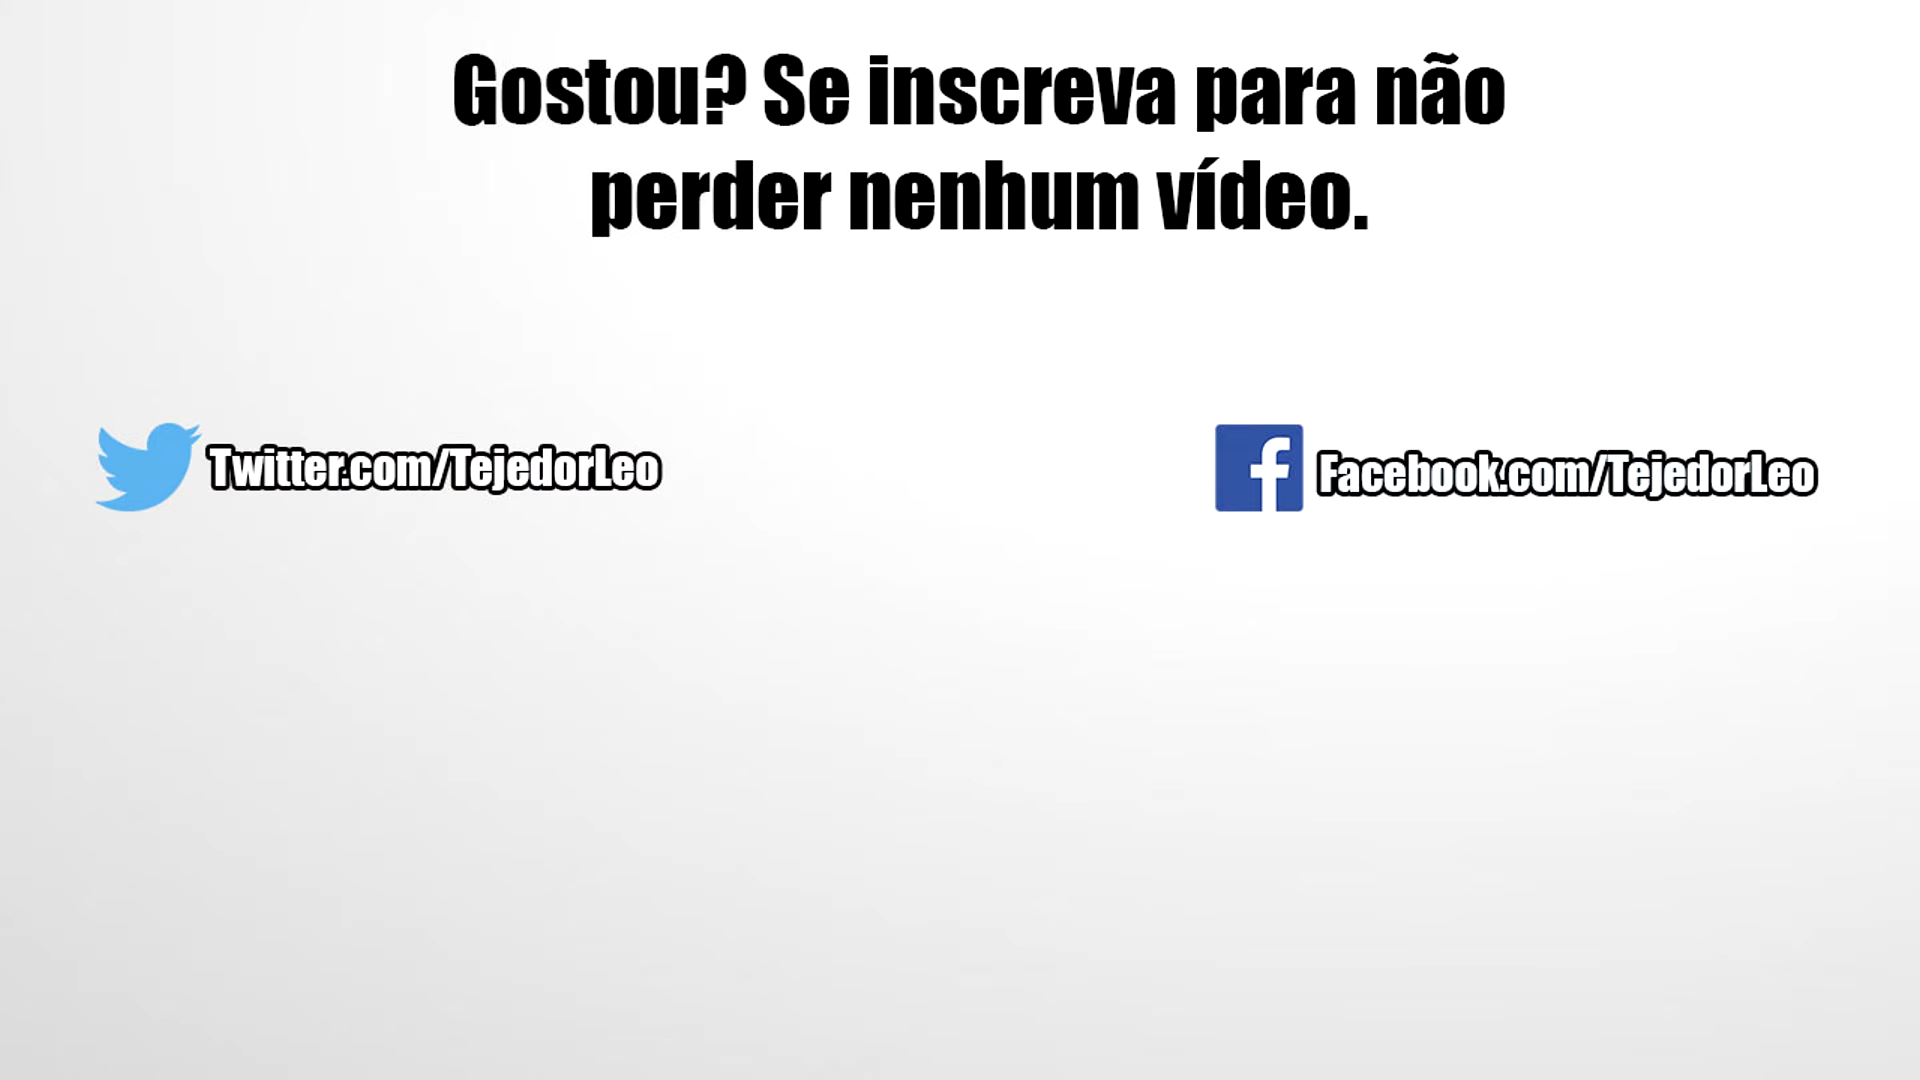 Gostou? Se inscreva para não
perder nenhum vídeo.
Twitter.com/TejedorLeo
Facebook.com/TejedorLeo